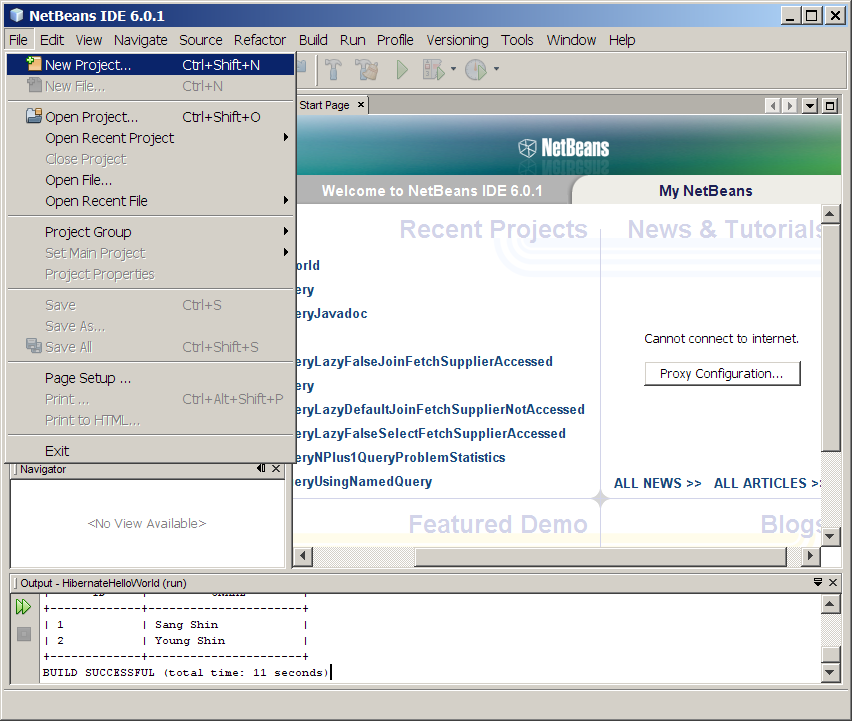 NetBeans IDE 6.0.1
File Edit View Navigate Source Refactor Build Run Profile Versioning Tools Window Help
New Project... Ctrl+Shift+N
New File... Ctrl+N
Open Project... Ctrl+Shift+O
Open Recent Project
Close Project
Open File...
Open Recent File
Project Group
Set Main Project
Project Properties
Save Ctrl+S
Save As...
Save All Ctrl+Shift+S
Page Setup ...
Print ... Ctrl+Alt+Shift+P
Print to HTML...
Exit
Start Page
NetBeans
Welcome to NetBeans IDE 6.0.1 My NetBeans
Recent Projects
orld
ery
eryJavadoc
eryLazyFalseJoinFetchSupplierAccessed
ery
eryLazyDefaultJoinFetchSupplierNotAccessed
eryLazyFalseSelectFetchSupplierAccessed
eryNPlus1QueryProblemStatistics
eryUsingNamedQuery
News & Tutorials
Cannot connect to internet.
Proxy Configuration...
ALL NEWS >> ALL ARTICLES >>
Featured Demo Blogs
Navigator
<No View Available>
Output - HibernateHelloWorld (run)
+-------------+----------------------+
| 1 | Sang Shin |
| 2 | Young Shin |
+-------------+----------------------+
BUILD SUCCESSFUL (total time: 11 seconds)